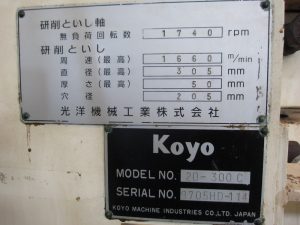 研削といし軸
無負荷回転数 1740 rpm
研削といし
周速(最高) 1660 m/min
直径(最高) 305 mm
厚さ(最高) 50 mm
穴径 205 mm
光洋機械工業株式会社
Koyo
MODEL NO. 20-300C
SERIAL NO.
KOYO MACHINE INDUSTRIES CO.,LTD. JAPAN